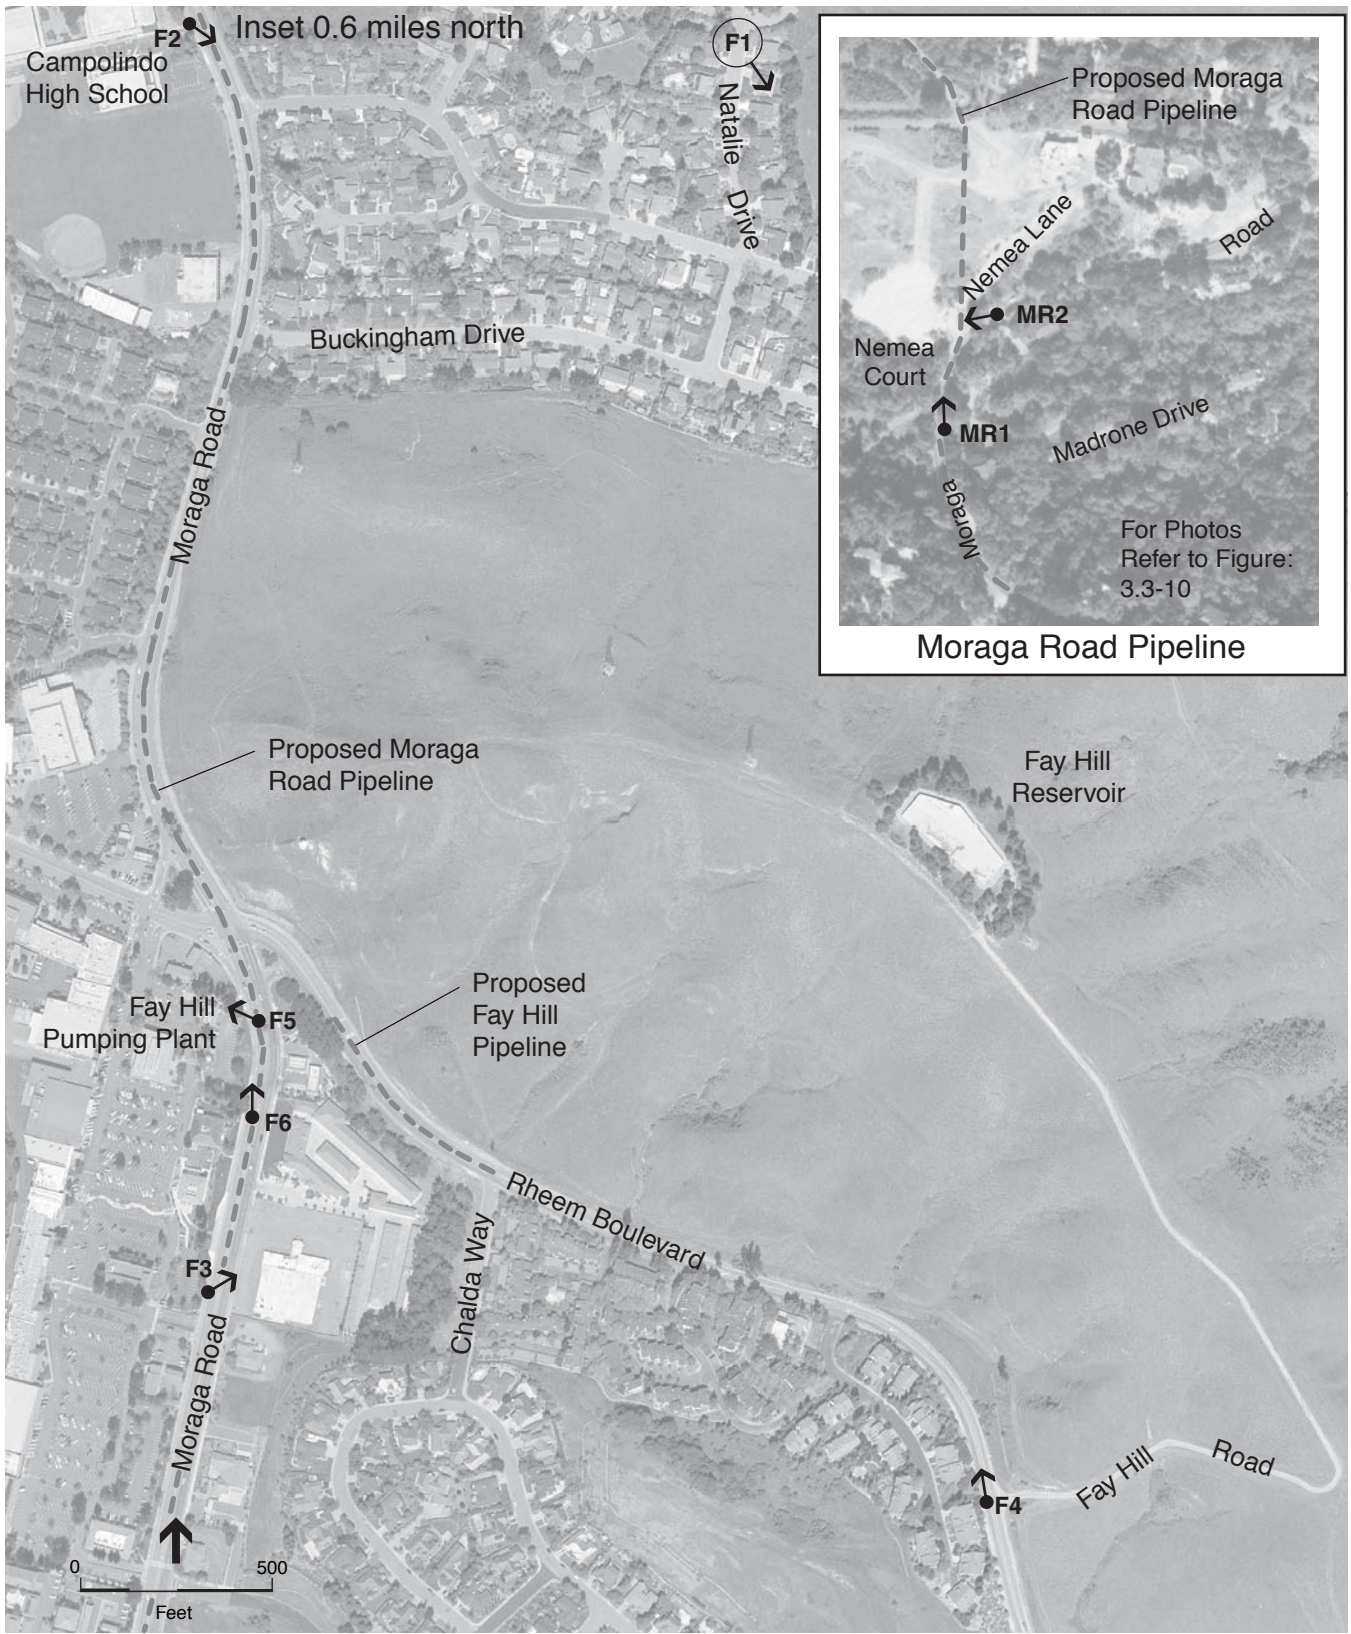 F2
Inset 0.6 miles north
Campolindo
High School
F1
Natalie
Drive
Buckingham Drive
Moraga Road
Proposed Moraga
Road Pipeline
Nemea Lane
Road
MR2
Nemea
Court
MR1
Madrone Drive
Moraga
For Photos
Refer to Figure:
3.3-10
Moraga Road Pipeline
Proposed Moraga
Road Pipeline
Fay Hill
Reservoir
Proposed
Fay Hill
Pipeline
Fay Hill
Pumping Plant
F5
F6
Rheem Boulevard
Chalda Way
F3
Moraga Road
Fay Hill
Road
F4
0
500
Feet